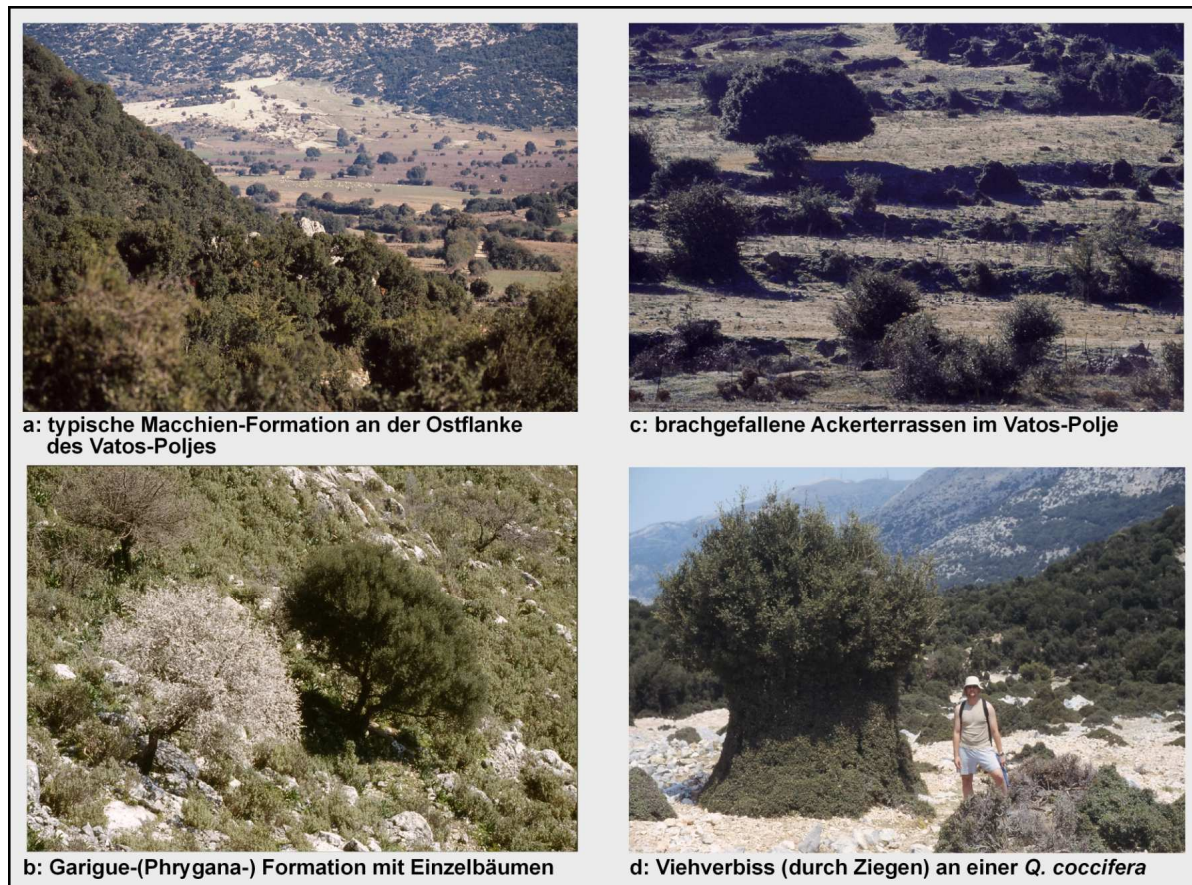 a: typische Macchien-Formation an der Ostflanke
des Vatos-Poljes
c: brachgefallene Ackerterrassen im Vatos-Polje
b: Garigue-(Phrygana-) Formation mit Einzelbäumen
d: Viehverbiss (durch Ziegen) an einer Q. coccifera